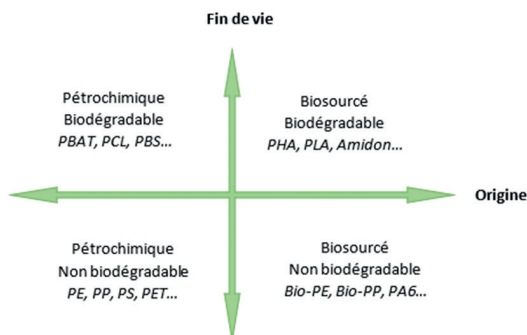 Fin de vie
Pétrochimique
Biodégradable
PBAT, PCL, PBS...
Biosourcé
Biodégradable
PHA, PLA, Amidon...
Origine
Pétrochimique
Non biodégradable
PE, PP, PS, PET...
Biosourcé
Non biodégradable
Bio-PE, Bio-PP, PA6...